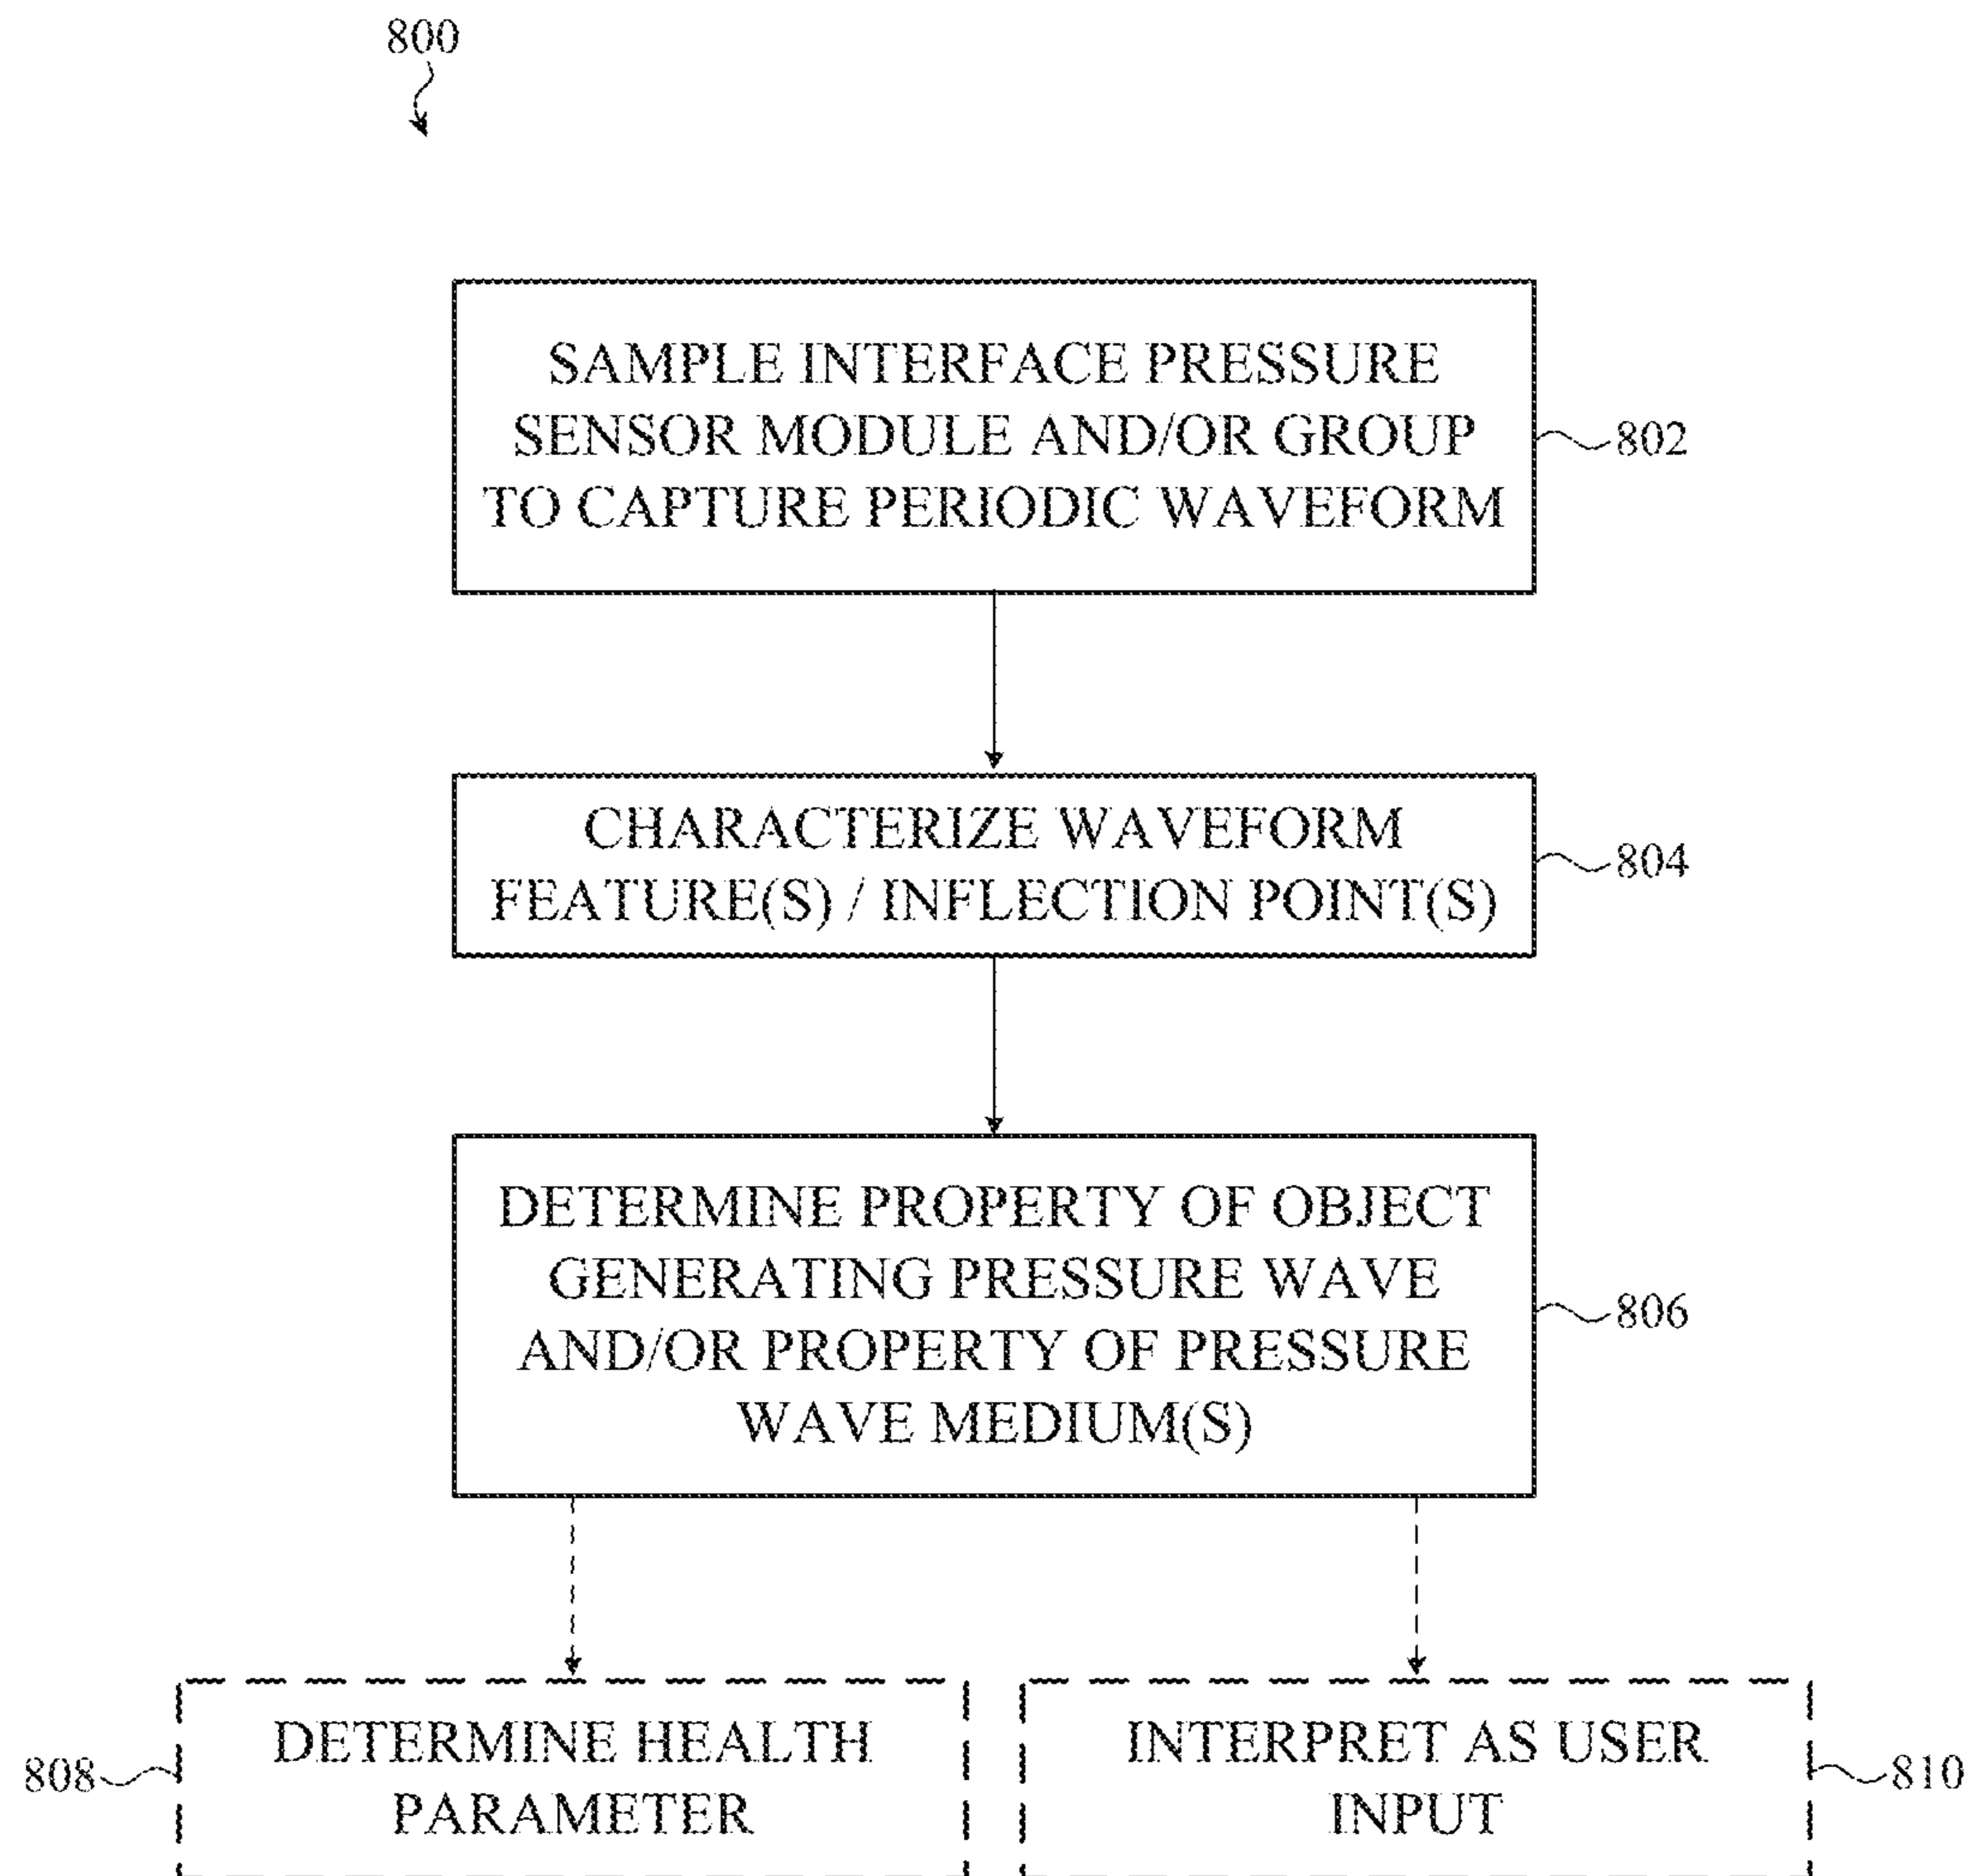 800
SAMPLE INTERFACE PRESSURE
SENSOR MODULE AND/OR GROUP
TO CAPTURE PERIODIC WAVEFORM
802
CHARACTERIZE WAVEFORM
FEATURE(S) / INFLECTION POINT(S)
804
DETERMINE PROPERTY OF OBJECT
GENERATING PRESSURE WAVE
AND/OR PROPERTY OF PRESSURE
WAVE MEDIUM(S)
806
808
DETERMINE HEALTH
PARAMETER
INTERPRET AS USER
INPUT
810